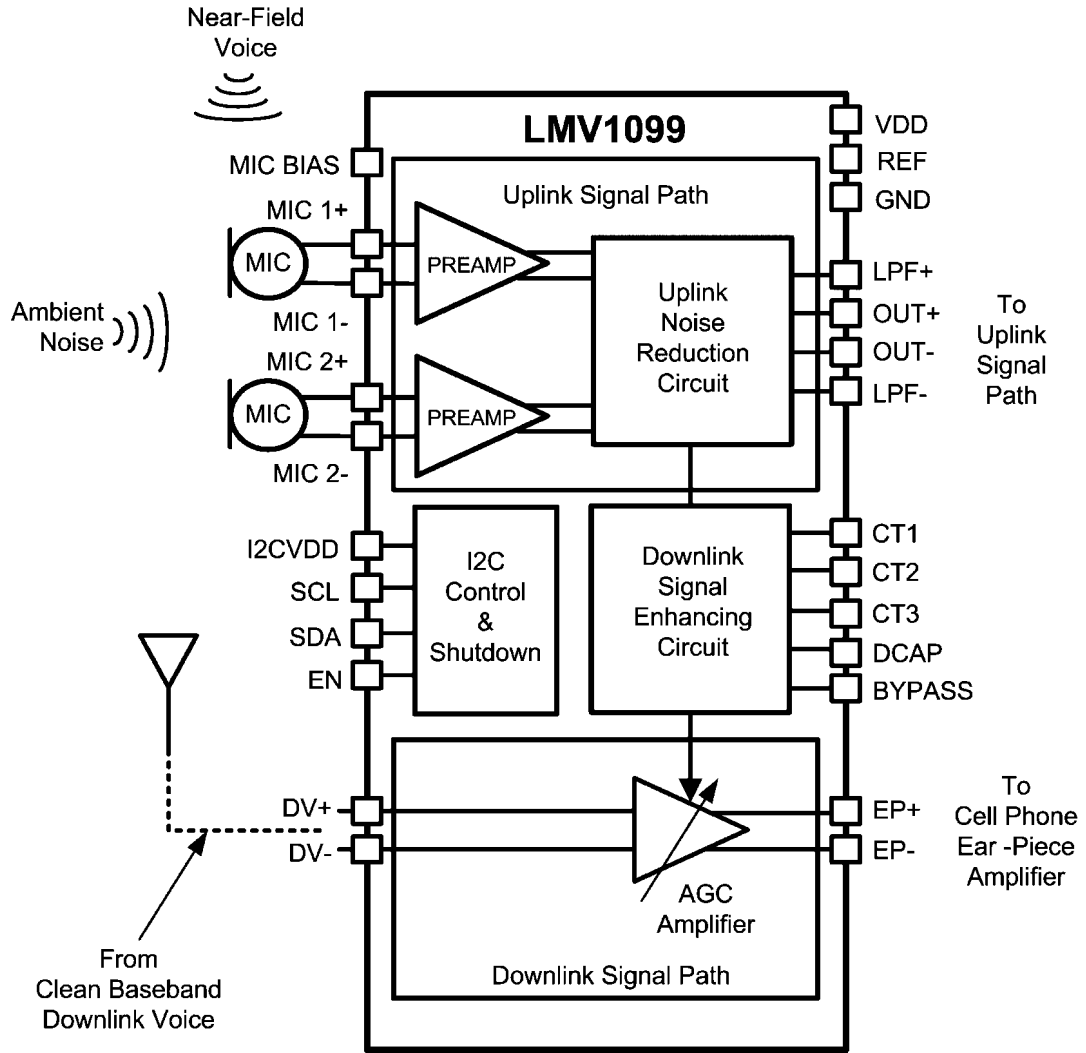 Near-Field
Voice
LMV1099
VDD
REF
GND
MIC BIAS
Uplink Signal Path
MIC 1+
MIC
PREAMP
MIC 1-
Ambient
Noise
MIC 2+
MIC
PREAMP
MIC 2-
Uplink
Noise
Reduction
Circuit
LPF+
OUT+
OUT-
LPF-
To
Uplink
Signal
Path
I2CVDD
SCL
SDA
EN
I2C
Control
&
Shutdown
Downlink
Signal
Enhancing
Circuit
CT1
CT2
CT3
DCAP
BYPASS
DV+
DV-
AGC
Amplifier
EP+
EP-
To
Cell Phone
Ear -Piece
Amplifier
Downlink Signal Path
From
Clean Baseband
Downlink Voice